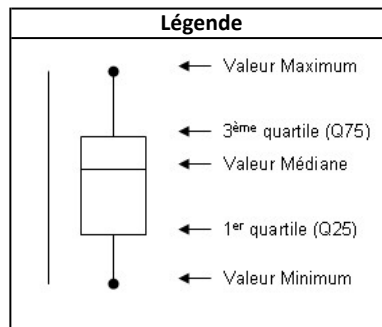 Légende
Valeur Maximum
3ème quartile (Q75)
Valeur Médiane
1er quartile (Q25)
Valeur Minimum